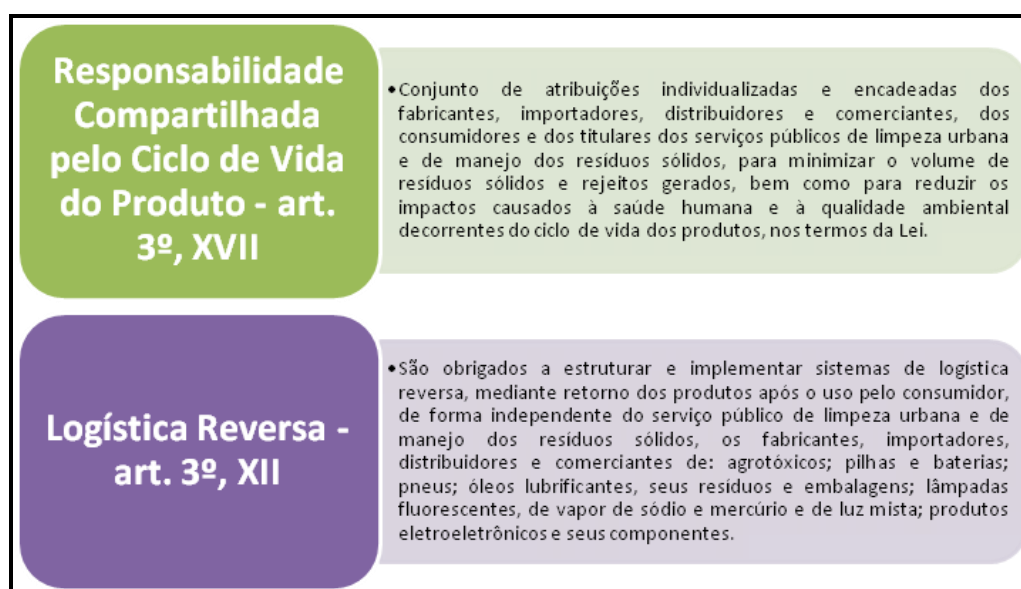 Responsabilidade
Compartilhada
pelo Ciclo de Vida
do Produto - art.
3º, XVII
•Conjunto de atribuições individualizadas e encadeadas dos
fabricantes, importadores, distribuidores e comerciantes, dos
consumidores e dos titulares dos serviços públicos de limpeza urbana
e de manejo dos resíduos sólidos, para minimizar o volume de
resíduos sólidos e rejeitos gerados, bem como para reduzir os
impactos causados à saúde humana e à qualidade ambiental
decorrentes do ciclo de vida dos produtos, nos termos da Lei.
Logística Reversa -
art. 3º, XII
•São obrigados a estruturar e implementar sistemas de logística
reversa, mediante retorno dos produtos após o uso pelo consumidor,
de forma independente do serviço público de limpeza urbana e de
manejo dos resíduos sólidos, os fabricantes, importadores,
distribuidores e comerciantes de: agrotóxicos; pilhas e baterias;
pneus; óleos lubrificantes, seus resíduos e embalagens; lâmpadas
fluorescentes, de vapor de sódio e mercúrio e de luz mista; produtos
eletroeletrônicos e seus componentes.